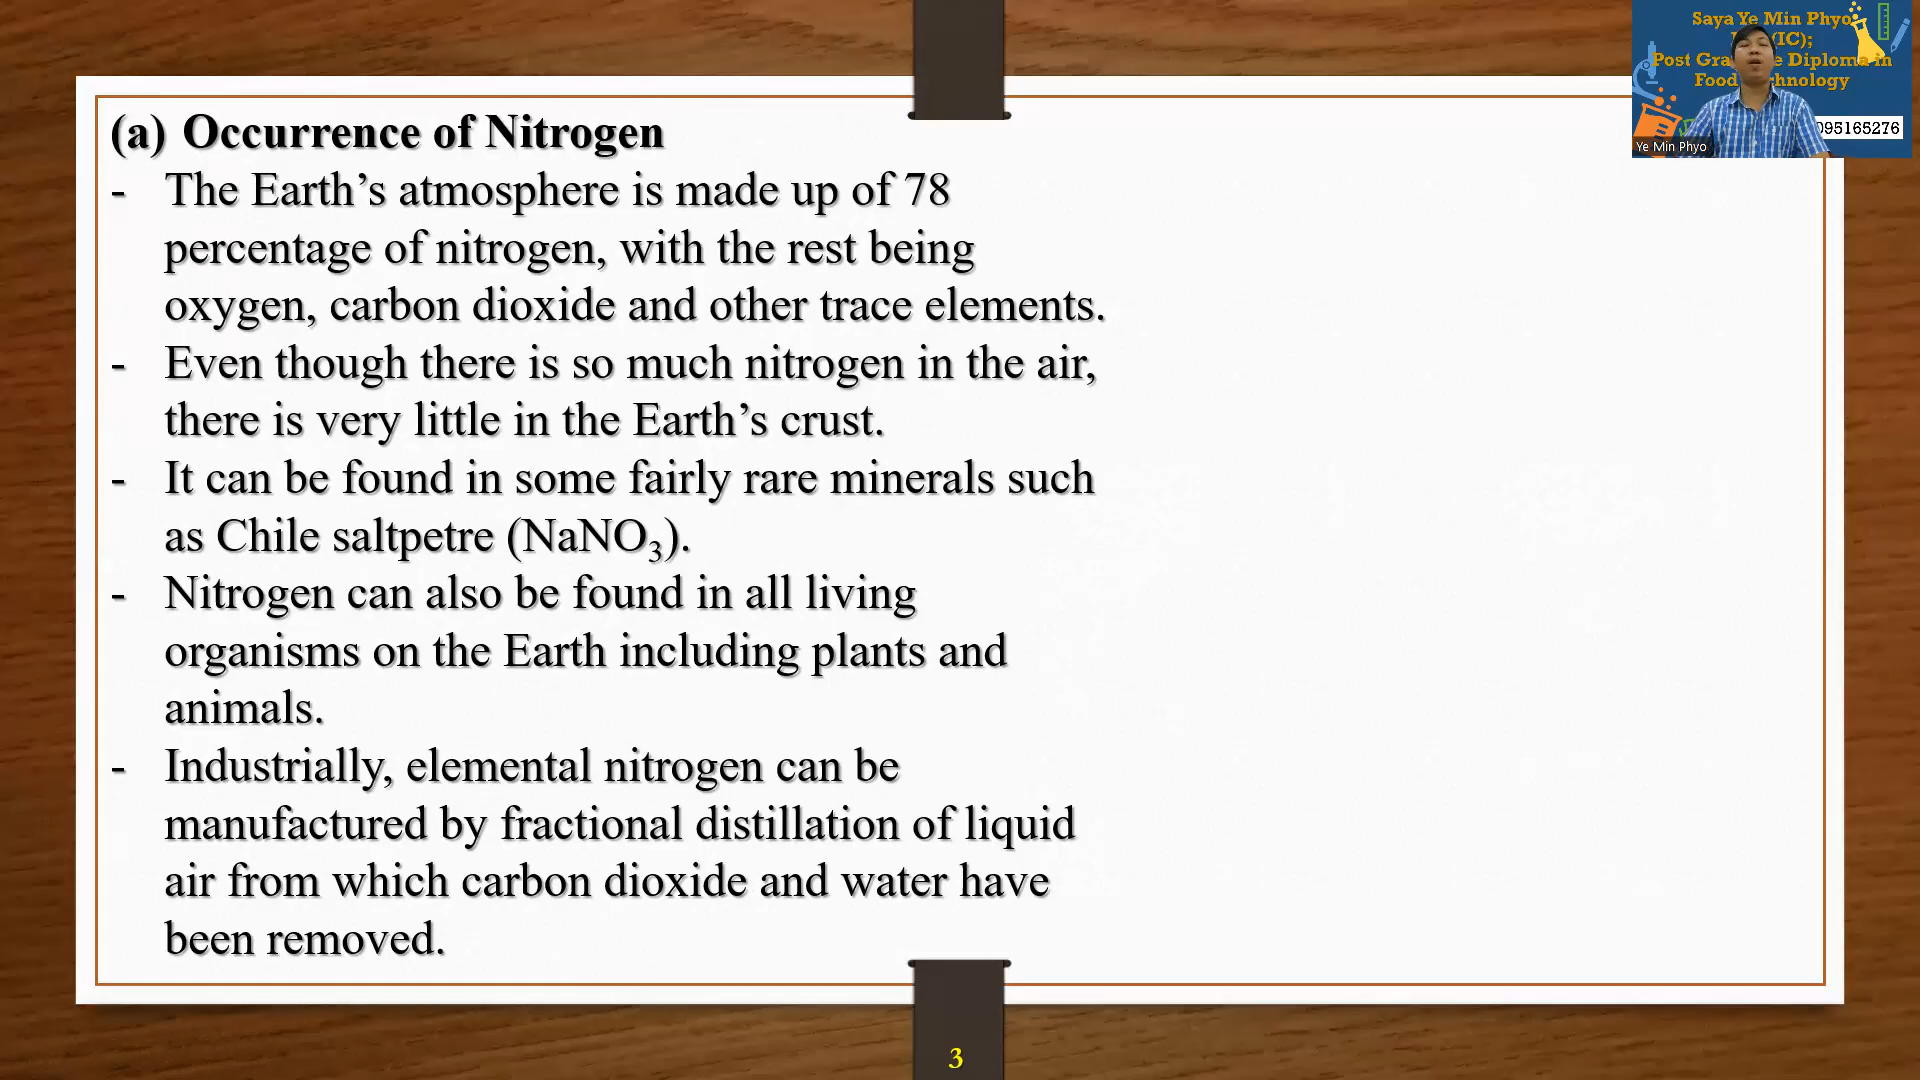 (a) Occurrence of Nitrogen
- The Earth’s atmosphere is made up of 78
percentage of nitrogen, with the rest being
oxygen, carbon dioxide and other trace elements.
- Even though there is so much nitrogen in the air,
there is very little in the Earth’s crust.
- It can be found in some fairly rare minerals such
as Chile saltpetre (NaNO₃).
- Nitrogen can also be found in all living
organisms on the Earth including plants and
animals.
- Industrially, elemental nitrogen can be
manufactured by fractional distillation of liquid
air from which carbon dioxide and water have
been removed.
3
Saya Ye Min Phyo
(IC);
Post Diploma in
Food
095165276
Ye Min Phyo